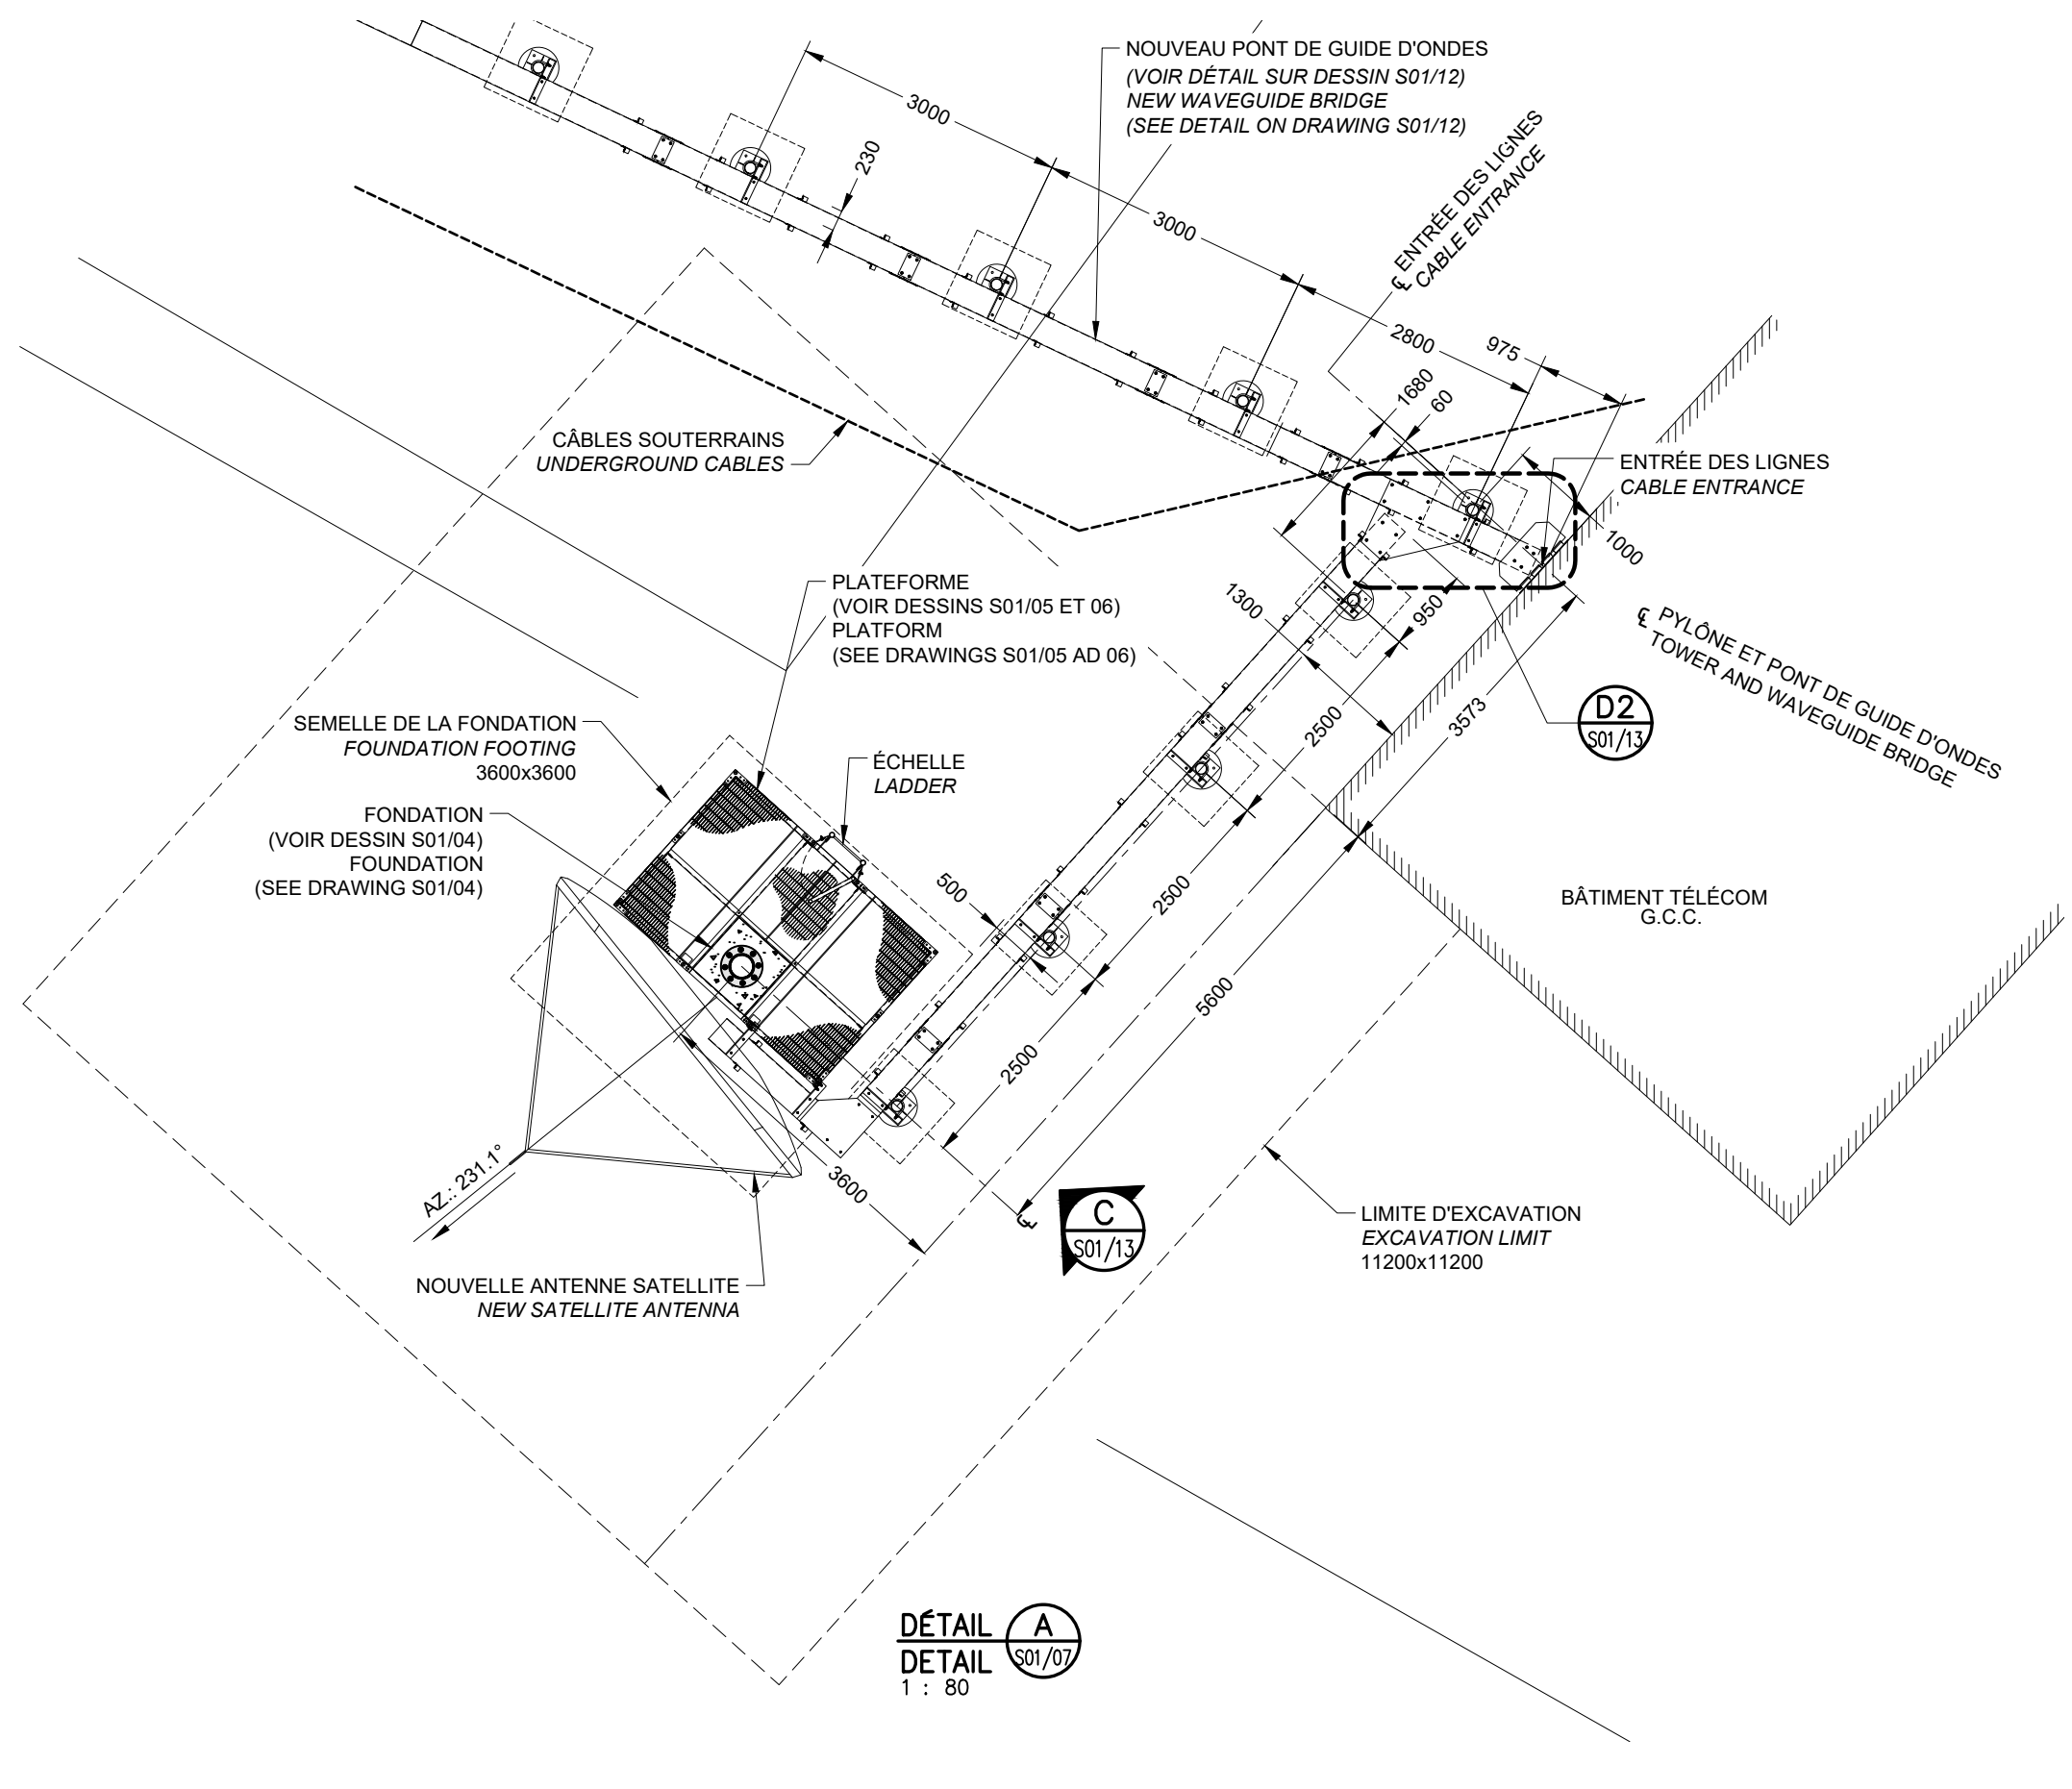 NOUVEAU PONT DE GUIDE D'ONDES
(VOIR DÉTAIL SUR DESSIN S01/12)
NEW WAVEGUIDE BRIDGE
(SEE DETAIL ON DRAWING S01/12)
3000
230
3000
℄ ENTRÉE DES LIGNES
CABLE ENTRANCE
2800
975
1680
60
CÂBLES SOUTERRAINS
UNDERGROUND CABLES
ENTRÉE DES LIGNES
CABLE ENTRANCE
1000
PLATEFORME
(VOIR DESSINS S01/05 ET 06)
PLATFORM
(SEE DRAWINGS S01/05 AD 06)
1300
950
℄ PYLÔNE ET PONT DE GUIDE D'ONDES
TOWER AND WAVEGUIDE BRIDGE
SEMELLE DE LA FONDATION
FOUNDATION FOOTING
3600x3600
2500
3573
D2
S01/13
ÉCHELLE
LADDER
FONDATION
(VOIR DESSIN S01/04)
FOUNDATION
(SEE DRAWING S01/04)
500
2500
BÂTIMENT TÉLÉCOM
G.C.C.
5600
2500
AZ.: 231.1°
3600
℄
C
S01/13
LIMITE D'EXCAVATION
EXCAVATION LIMIT
11200x11200
NOUVELLE ANTENNE SATELLITE
NEW SATELLITE ANTENNA
DÉTAIL
DETAIL
A
S01/07
1 : 80